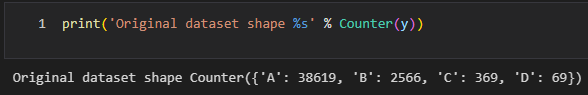 1 print('Original dataset shape %s' % Counter(y))
Original dataset shape Counter({'A': 38619, 'B': 2566, 'C': 369, 'D': 69})